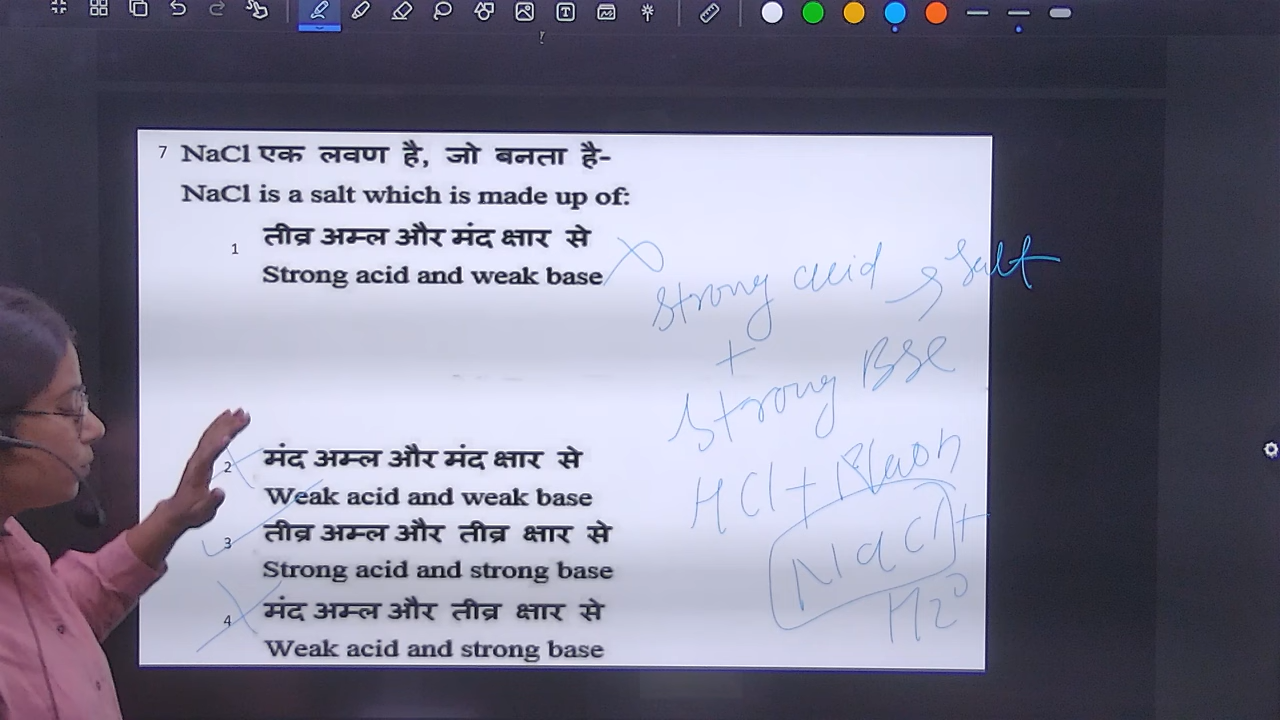 7 NaCl एक लवण है, जो बनता है-
NaCl is a salt which is made up of:
1 तीव्र अम्ल और मंद क्षार से
Strong acid and weak base
2 मंद अम्ल और मंद क्षार से
Weak acid and weak base
3 तीव्र अम्ल और तीव्र क्षार से
Strong acid and strong base
4 मंद अम्ल और तीव्र क्षार से
Weak acid and strong base
Strong acid → Salt
+
Strong Bse
HCl +
NaCl +
H2O